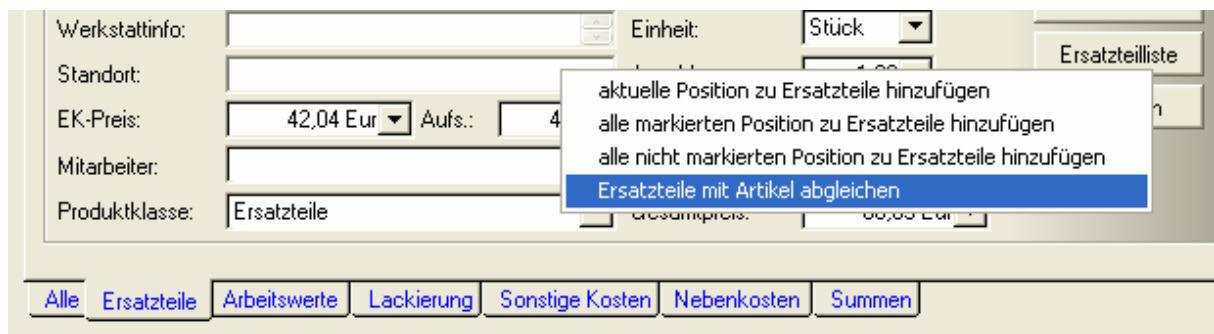 Werkstattinfo: Einheit: Stück
Ersatzteilliste
Standort:
aktuelle Position zu Ersatzteile hinzufügen
EK-Preis: 42,04 Eur Aufs.: 4
alle markierten Position zu Ersatzteile hinzufügen
Mitarbeiter:
alle nicht markierten Position zu Ersatzteile hinzufügen
Ersatzteile mit Artikel abgleichen
Produktklasse: Ersatzteile
Alle Ersatzteile Arbeitswerte Lackierung Sonstige Kosten Nebenkosten Summen